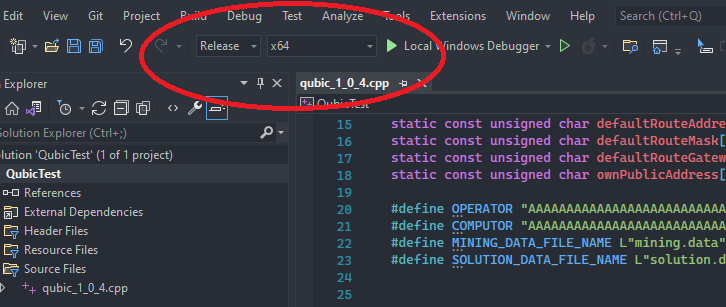 File Edit View Git Project Build Debug Test Analyze Tools Extensions Window Search (Ctrl+Q)
Release x64 Local Windows Debugger
Explorer
Solution Explorer (Ctrl+;)
'QubicTest' (1 of 1 project)
QubicTest
References
External Dependencies
Header Files
Resource Files
Source Files
qubic_1_0_4.cpp
qubic_1_0_4.cpp
QubicTest
15 static const unsigned char defaultRouteAddre
16 static const unsigned char defaultRouteMask[
17 static const unsigned char defaultRouteGatew
18 static const unsigned char ownPublicAddress[
19
20 #define OPERATOR "AAAAAAAAAAAAAAAAAAAAAAAAAA
21 #define COMPUTOR "AAAAAAAAAAAAAAAAAAAAAAAAAA
22 #define MINING_DATA_FILE_NAME L"mining.data"
23 #define SOLUTION_DATA_FILE_NAME L"solution.d
24
25